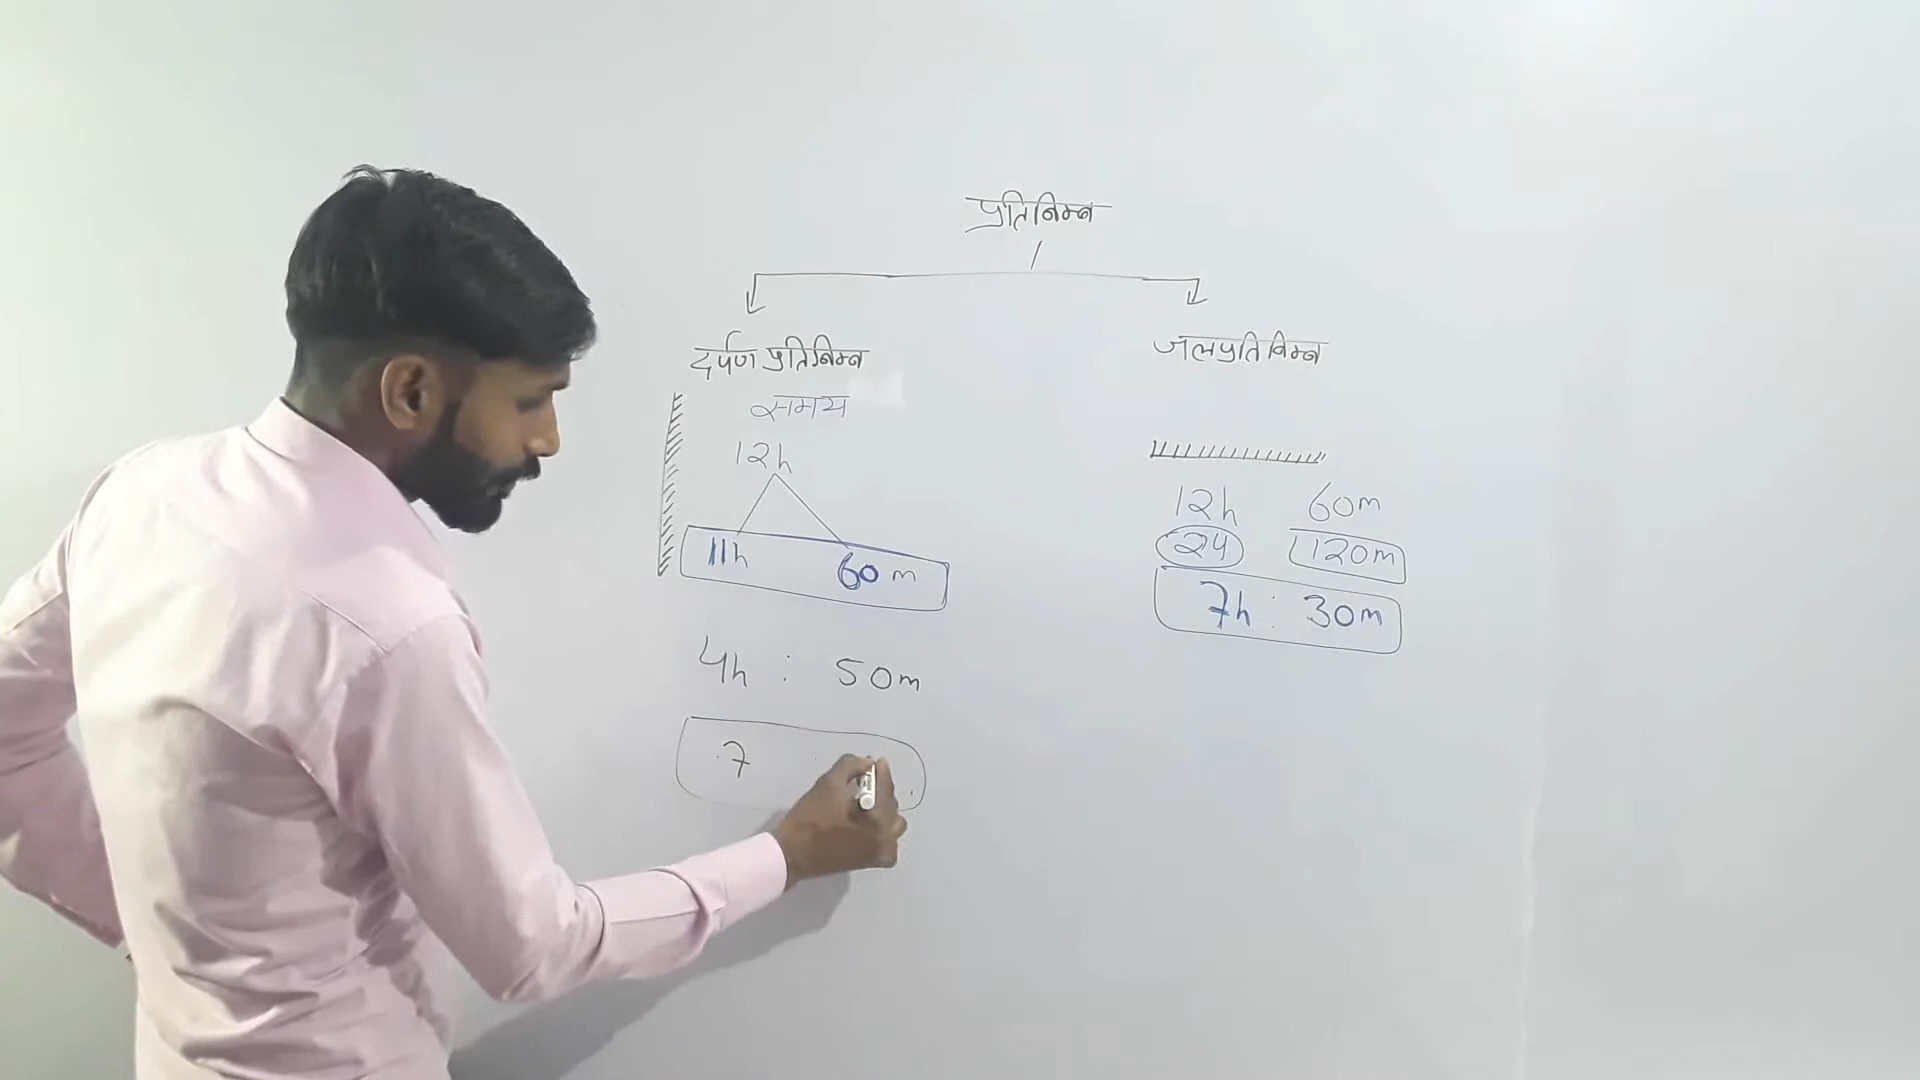 प्रतिबिम्ब
दर्पण प्रतिबिम्ब
समय
12h
11h 60m
4h : 50m
7
जलप्रतिबिम्ब
12h 60m
24 120m
7h : 30m